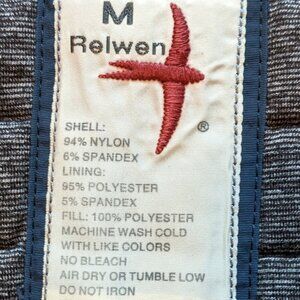 M
Relwen
®
SHELL:
94% NYLON
6% SPANDEX
LINING:
95% POLYESTER
5% SPANDEX
FILL: 100% POLYESTER
MACHINE WASH COLD
WITH LIKE COLORS
NO BLEACH
AIR DRY OR TUMBLE LOW
DO NOT IRON